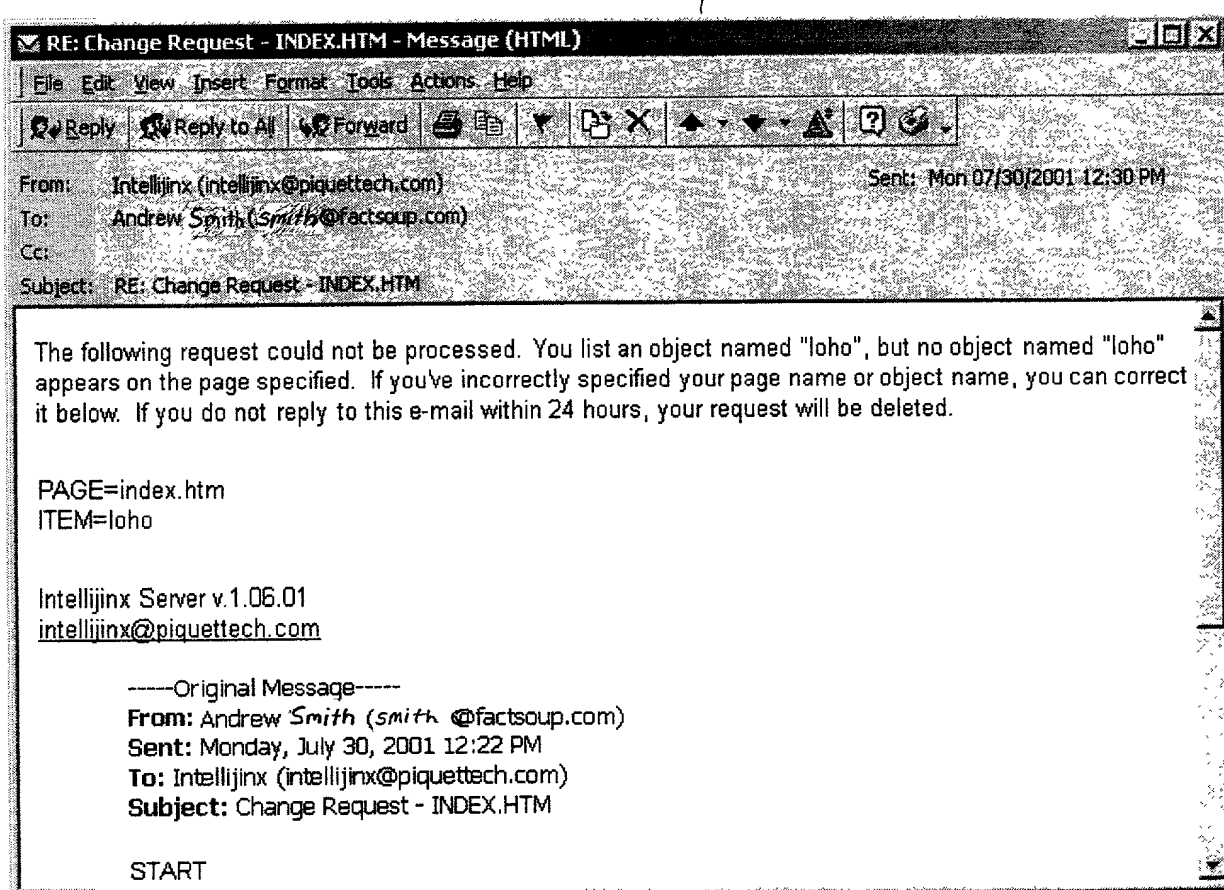 RE: Change Request - INDEX.HTM - Message (HTML)
File Edit View Insert Format Tools Actions Help
Reply Reply to All Forward
From: Intellijinx (intellijinx@piquettech.com) Sent: Mon 07/30/2001 12:30 PM
To: Andrew Smith (smith@factsoup.com)
Cc:
Subject: RE: Change Request - INDEX.HTM
The following request could not be processed. You list an object named "loho", but no object named "loho"
appears on the page specified. If you've incorrectly specified your page name or object name, you can correct
it below. If you do not reply to this e-mail within 24 hours, your request will be deleted.
PAGE=index.htm
ITEM=loho
Intellijinx Server v.1.06.01
intellijinx@piquettech.com
-----Original Message-----
From: Andrew Smith (smith @factsoup.com)
Sent: Monday, July 30, 2001 12:22 PM
To: Intellijinx (intellijinx@piquettech.com)
Subject: Change Request - INDEX.HTM
START